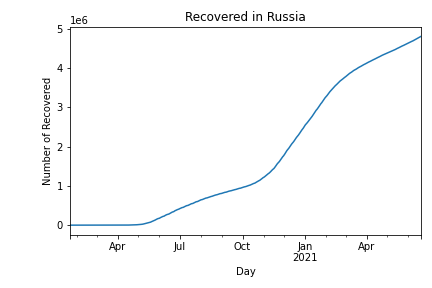 Recovered in Russia
1e6
Number of Recovered
5
4
3
2
1
0
Apr Jul Oct Jan Apr
2021
Day